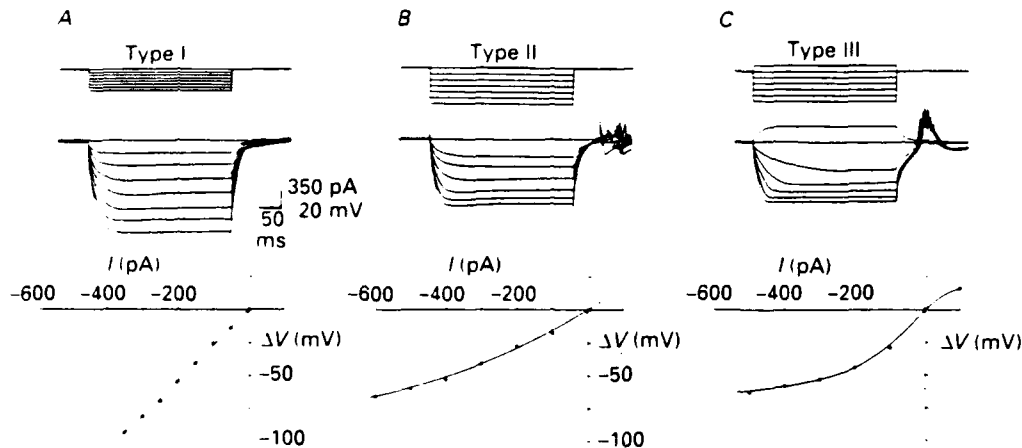 A
B
C
Type I
Type II
Type III
350 pA
20 mV
50
ms
I (pA)
I (pA)
I (pA)
-600 -400 -200
-600 -400 -200
-600 -400 -200
ΔV (mV)
ΔV (mV)
ΔV (mV)
-50
-50
-100
-100